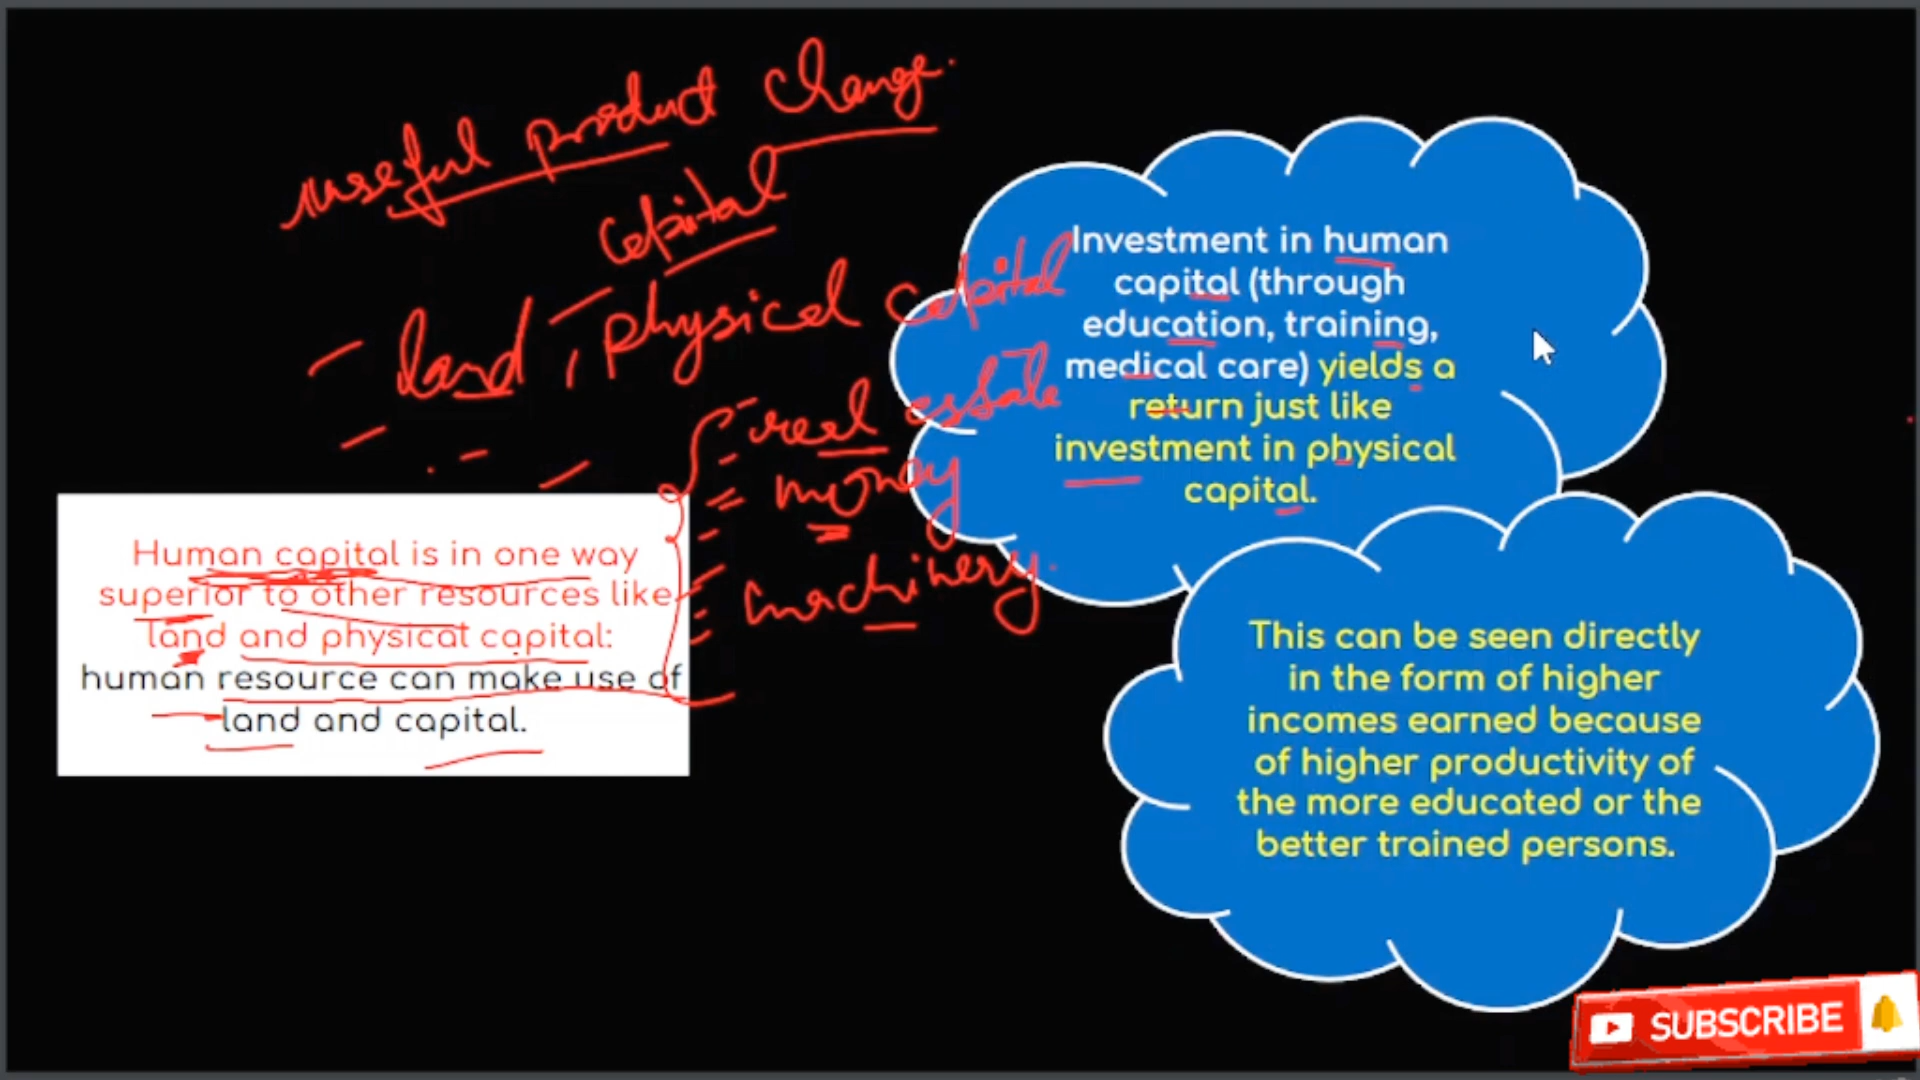 useful product change.
capital
land, physical capital
real estate
money
machinery.
Human capital is in one way
superior to other resources like
land and physical capital:
human resource can make use of
land and capital.
Investment in human
capital (through
education, training,
medical care) yields a
return just like
investment in physical
capital.
This can be seen directly
in the form of higher
incomes earned because
of higher productivity of
the more educated or the
better trained persons.
SUBSCRIBE